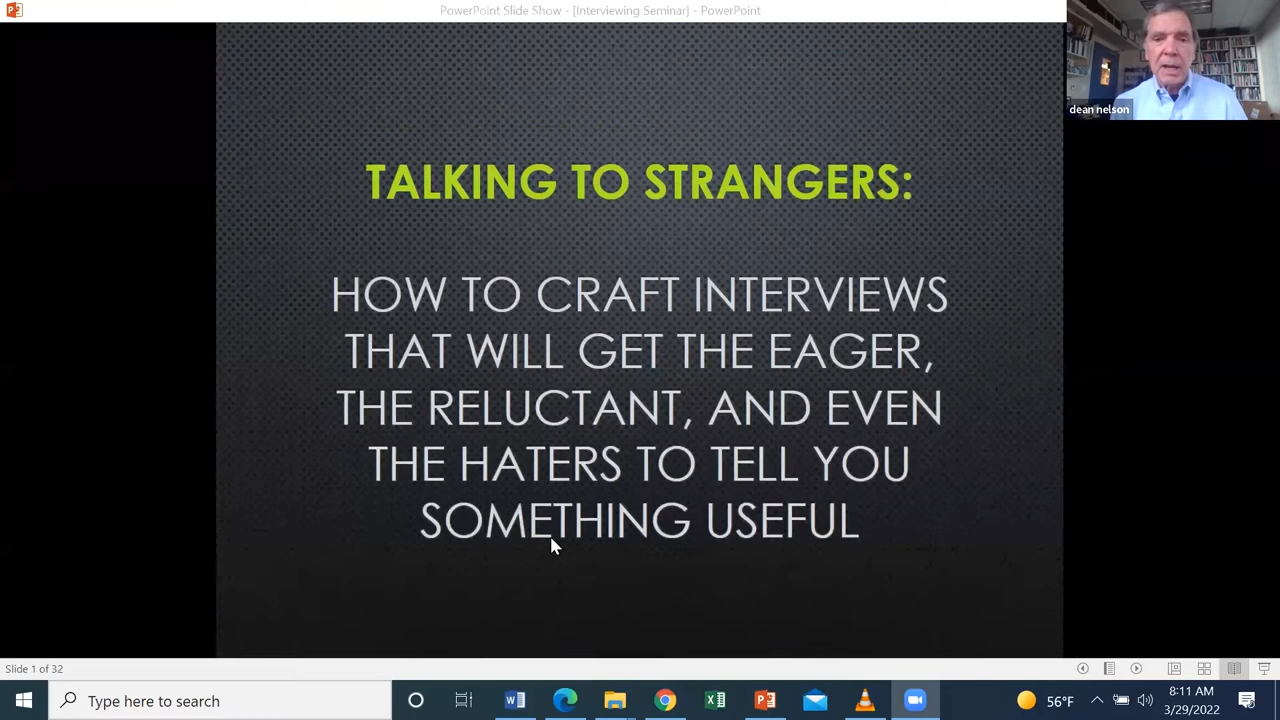 PowerPoint Slide Show - [Interviewing Seminar] - PowerPoint
dean nelson
TALKING TO STRANGERS:
HOW TO CRAFT INTERVIEWS
THAT WILL GET THE EAGER,
THE RELUCTANT, AND EVEN
THE HATERS TO TELL YOU
SOMETHING USEFUL
Slide 1 of 32
Type here to search
56°F
8:11 AM
3/29/2022